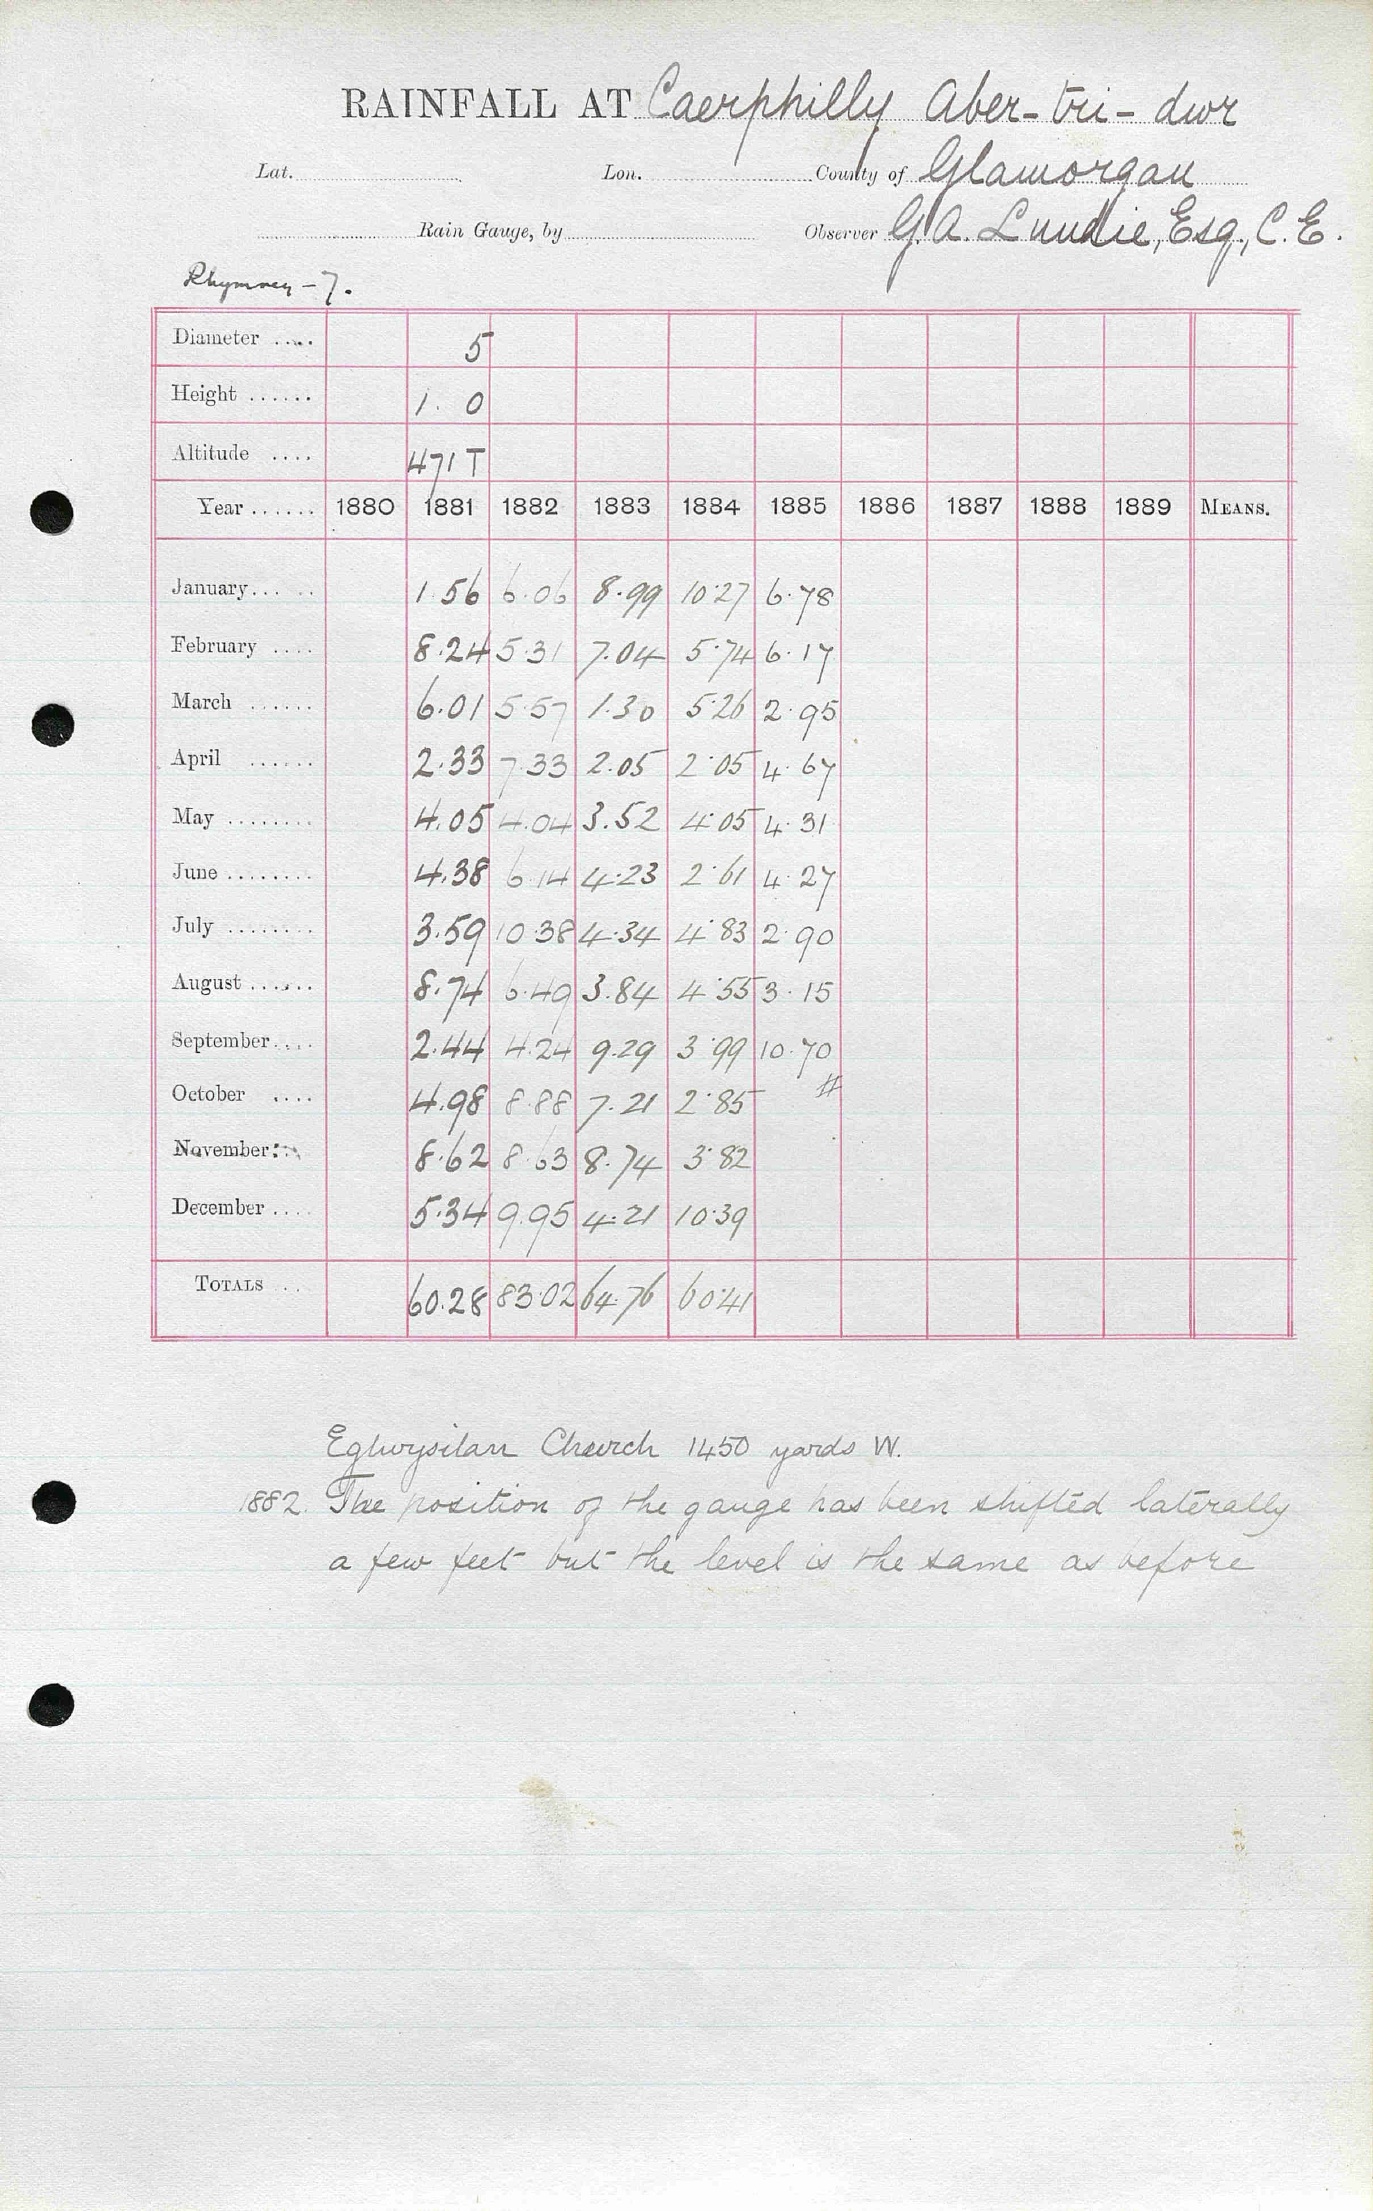 RAINFALL AT Caerphilly Aber-tri-dwr
Lat. Lon. County of Glamorgan
Rain Gauge, by Observer G.A. Lundie, Esq., C.E.
Rhymney - 7.
Diameter .... 5
Height ...... 1. 0
Altitude .... 471 T
Year ...... 1880 1881 1882 1883 1884 1885 1886 1887 1888 1889 MEANS.
January 1.56 6.06 8.99 10.27 6.78
February .... 8.24 5.31 7.04 5.74 6.17
March ...... 6.01 5.57 1.30 5.26 2.95
April ...... 2.33 7.33 2.05 2.05 4.67
May ........ 4.05 4.04 3.52 4.05 4.31
June ........ 4.38 6.14 4.23 2.61 4.27
July ........ 3.59 10.38 4.34 4.83 2.90
August ...... 8.74 6.49 3.84 4.55 3.15
September .... 2.44 4.24 9.29 3.99 10.70
October .... 4.98 8.88 7.21 2.85 #
November 8.62 8.63 8.74 3.82
December .... 5.34 9.95 4.21 10.39
TOTALS .. 60.28 83.02 64.76 60.41
Eglwysilan Church 1450 yards W.
1882. The position of the gauge has been shifted laterally
a few feet but the level is the same as before